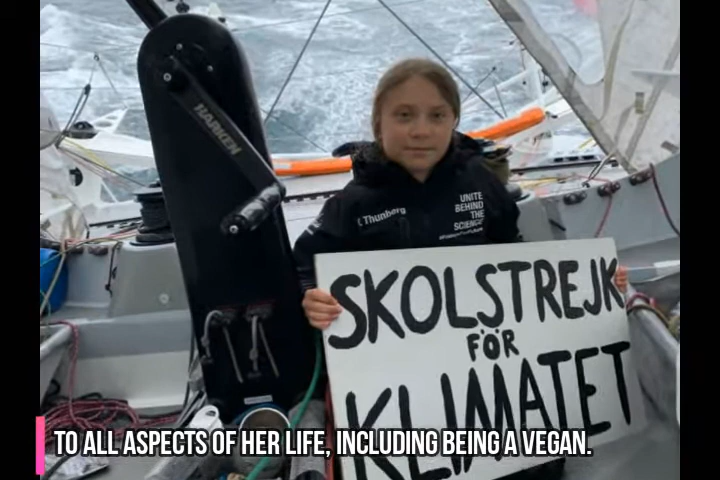 HARKEN
. Thunberg
UNITE
BEHIND
THE
SCIENCE
SKOLSTREJK
FÖR
KLIMATET
TO ALL ASPECTS OF HER LIFE, INCLUDING BEING A VEGAN.